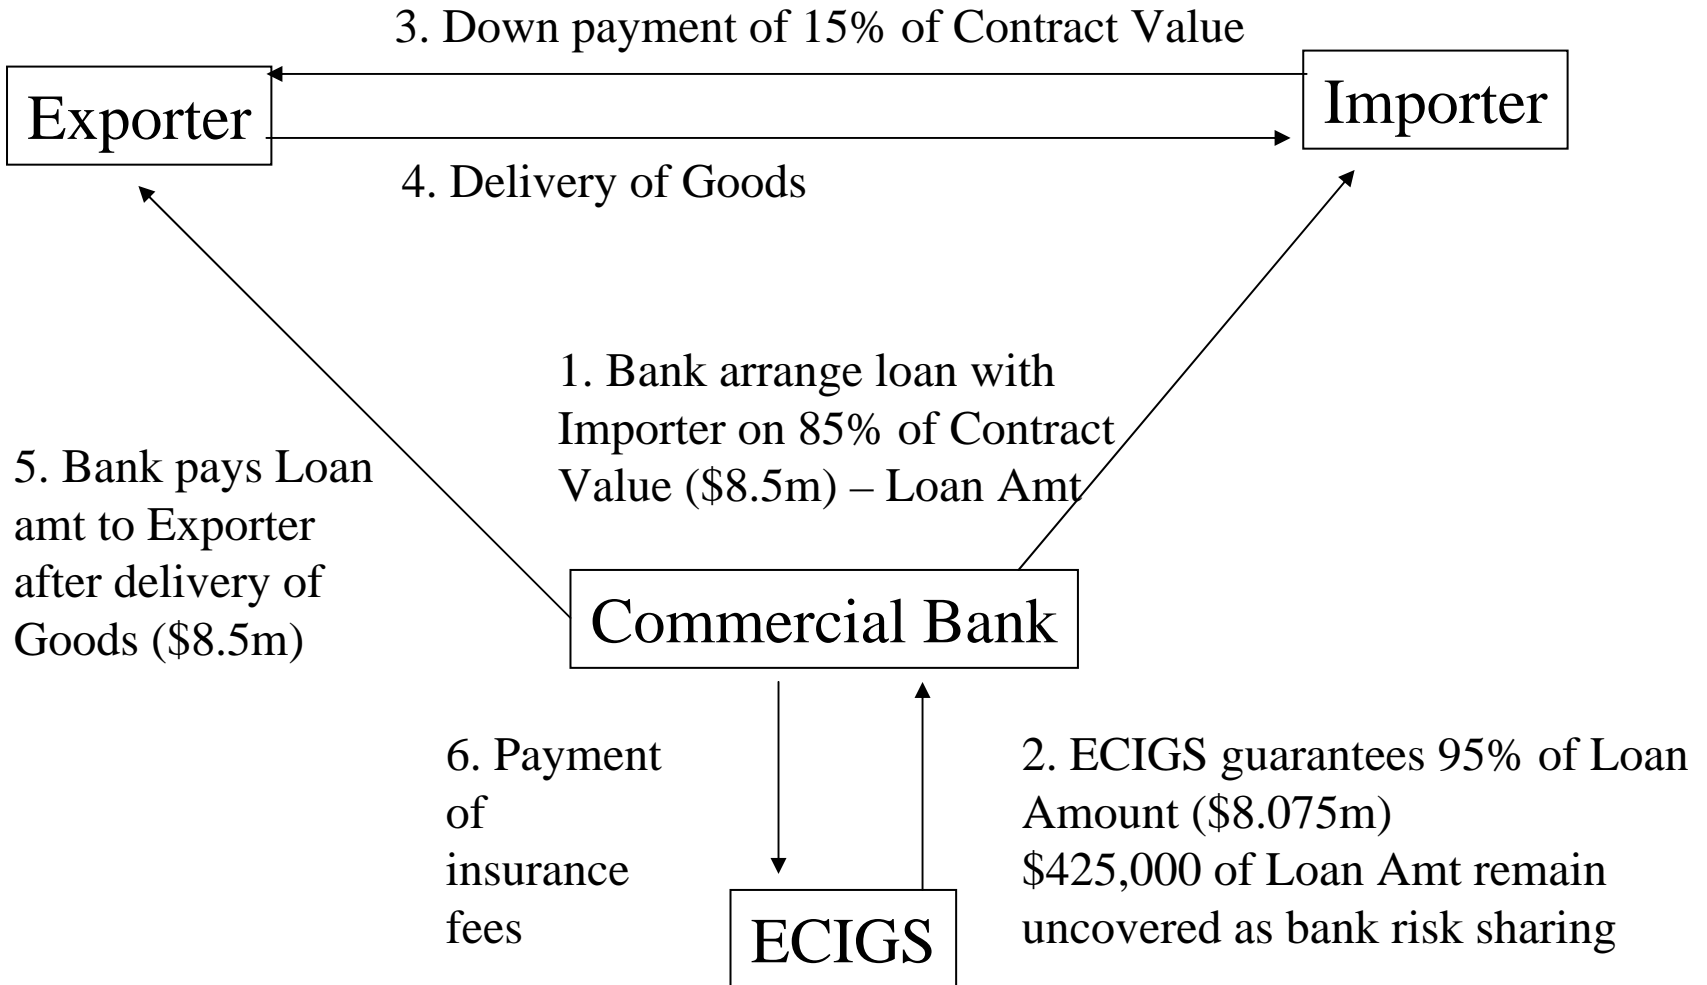 3. Down payment of 15% of Contract Value
Exporter
Importer
4. Delivery of Goods
1. Bank arrange loan with
Importer on 85% of Contract
Value ($8.5m) – Loan Amt
5. Bank pays Loan
amt to Exporter
after delivery of
Goods ($8.5m)
Commercial Bank
6. Payment
of
insurance
fees
2. ECIGS guarantees 95% of Loan
Amount ($8.075m)
$425,000 of Loan Amt remain
uncovered as bank risk sharing
ECIGS